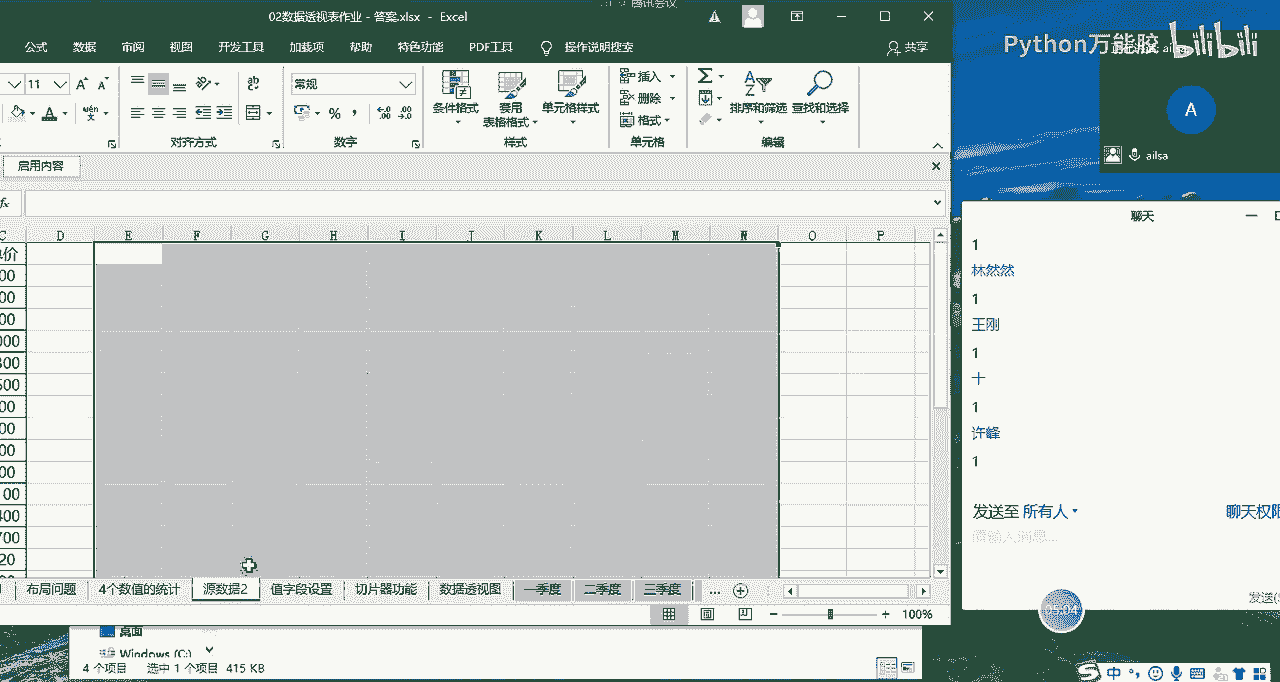 腾讯会议
02数据透视表作业 - 答案.xlsx - Excel
公式 数据 审阅 视图 开发工具 加载项 帮助 特色功能 PDF工具 操作说明搜索 共享
11 常规
条件格式 套用表格格式 单元格样式
插入 删除 格式
排序和筛选 查找和选择
对齐方式 数字 样式 单元格 编辑
启用内容
fx
C D E F G H I J K L M N O P
价
00
00
00
000
800
500
00
00
00
00
00
400
700
20
布局问题 4个数值的统计 源数据2 值字段设置 切片器功能 数据透视图 一季度 二季度 三季度 ...
100%
桌面
Windows (C:)
4 个项目 选中 1 个项目 415 KB
Python万能胶 bilibili
A
ailsa
聊天
1
林然然
1
王刚
1
十
1
许峰
1
发送至 所有人
聊天权限
请输入消息...
发送(S
05:04
中